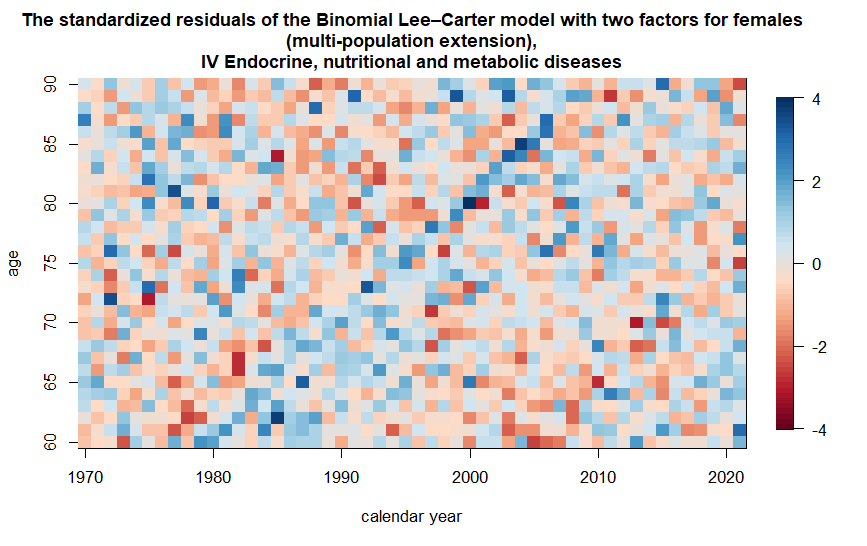 The standardized residuals of the Binomial Lee–Carter model with two factors for females
(multi-population extension),
IV Endocrine, nutritional and metabolic diseases
90
85
80
75
70
65
60
age
4
2
0
-2
-4
1970 1980 1990 2000 2010 2020
calendar year